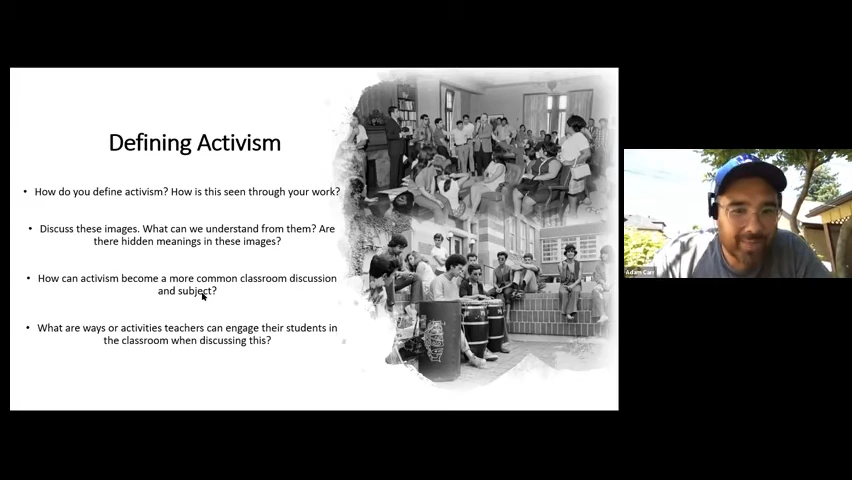 Defining Activism
• How do you define activism? How is this seen through your work?
• Discuss these images. What can we understand from them? Are
there hidden meanings in these images?
• How can activism become a more common classroom discussion
and subject?
• What are ways or activities teachers can engage their students in
the classroom when discussing this?
Adam Carr